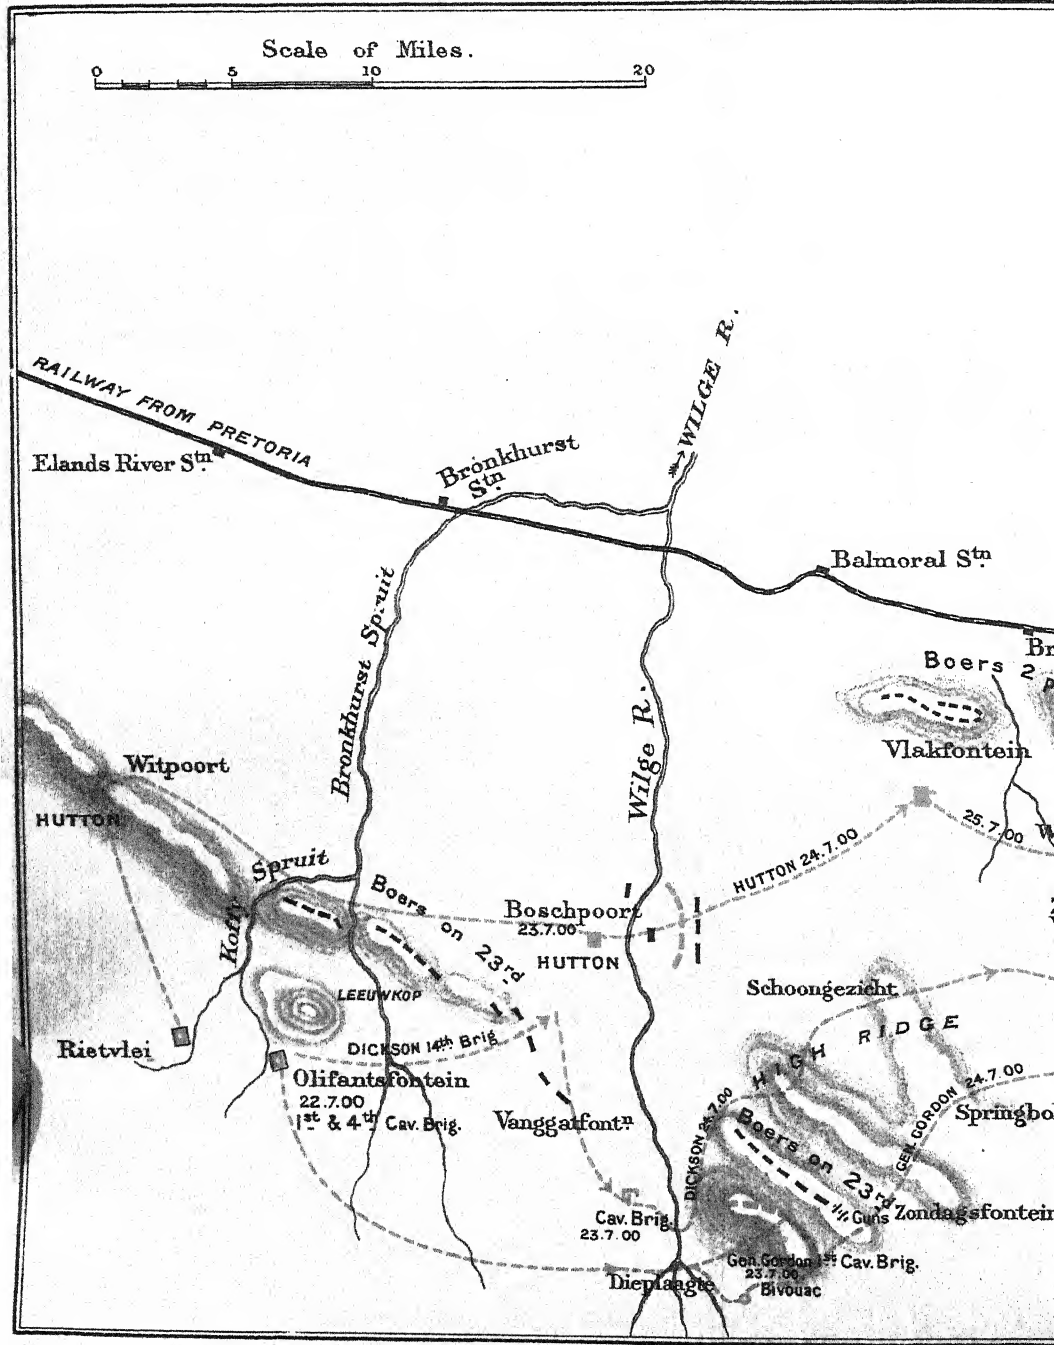 Scale of Miles.
0 5 10 20
WILGE R.
RAILWAY FROM PRETORIA
Elands River Stn.
Bronkhurst
Stn.
Balmoral Stn.
Bronkhurst Spruit
Br
Boers 2 p
Wilge R.
Vlakfontein
Witpoort
HUTTON
25.7.00
W
HUTTON 24.7.00
Koffy Spruit
Boers on 23rd
Boschpoort
23.7.00
HUTTON
LEEUWKOP
Schoongezicht
HIGH RIDGE
Rietvlei
DICKSON 14th Brig
Olifantsfontein
22.7.00
1st & 4th Cav. Brig.
Vanggatfontn
DICKSON 24.7.00
GEN. GORDON 24.7.00
Springbo
Boers on 23rd
Guns
Zondagsfontein
Cav. Brig.
23.7.00
Gen. Gordon 1st Cav. Brig.
23.7.00
Bivouac
Dieplaagte